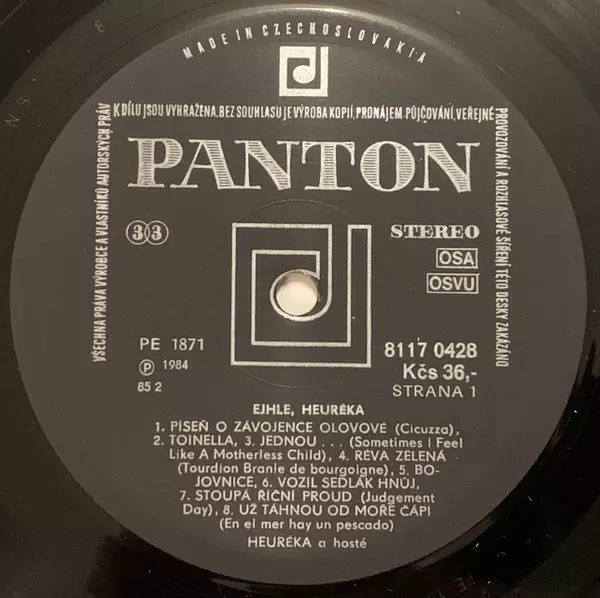 MADE IN CZECHOSLOVAKIA
VŠECHNA PRÁVA VÝROBCE A VLASTNÍKŮ AUTORSKÝCH PRÁV
K DÍLU JSOU VYHRAŽENA. BEZ SOUHLASU JE VÝROBA KOPIÍ, PRONÁJEM, PŮJČOVÁNÍ, VEŘEJNÉ
PROVOZOVÁNÍ A ROZHLASOVÉ ŠÍŘENÍ TÉTO DESKY ZAKÁZÁNO
PANTON
33
STEREO
OSA
OSVU
PE 1871
Ⓟ 1984
85 2
8117 0428
Kčs 36,-
STRANA 1
EJHLE, HEURÉKA
1. PÍSEŇ O ZÁVOJENCE OLOVOVÉ (Cicuzza),
2. TOINELLA, 3. JEDNOU . . . (Sometimes I Feel
Like A Motherless Child), 4. RÉVA ZELENÁ
(Tourdion Branle de bourgoigne), 5. BO-
JOVNICE, 6. VOZIL SEDLÁK HNŮJ,
7. STOUPÁ ŘÍČNÍ PROUD (Judgement
Day), 8. UŽ TÁHNOU OD MOŘE ČÁPI
(En el mer hay un pescado)
HEURÉKA a hosté